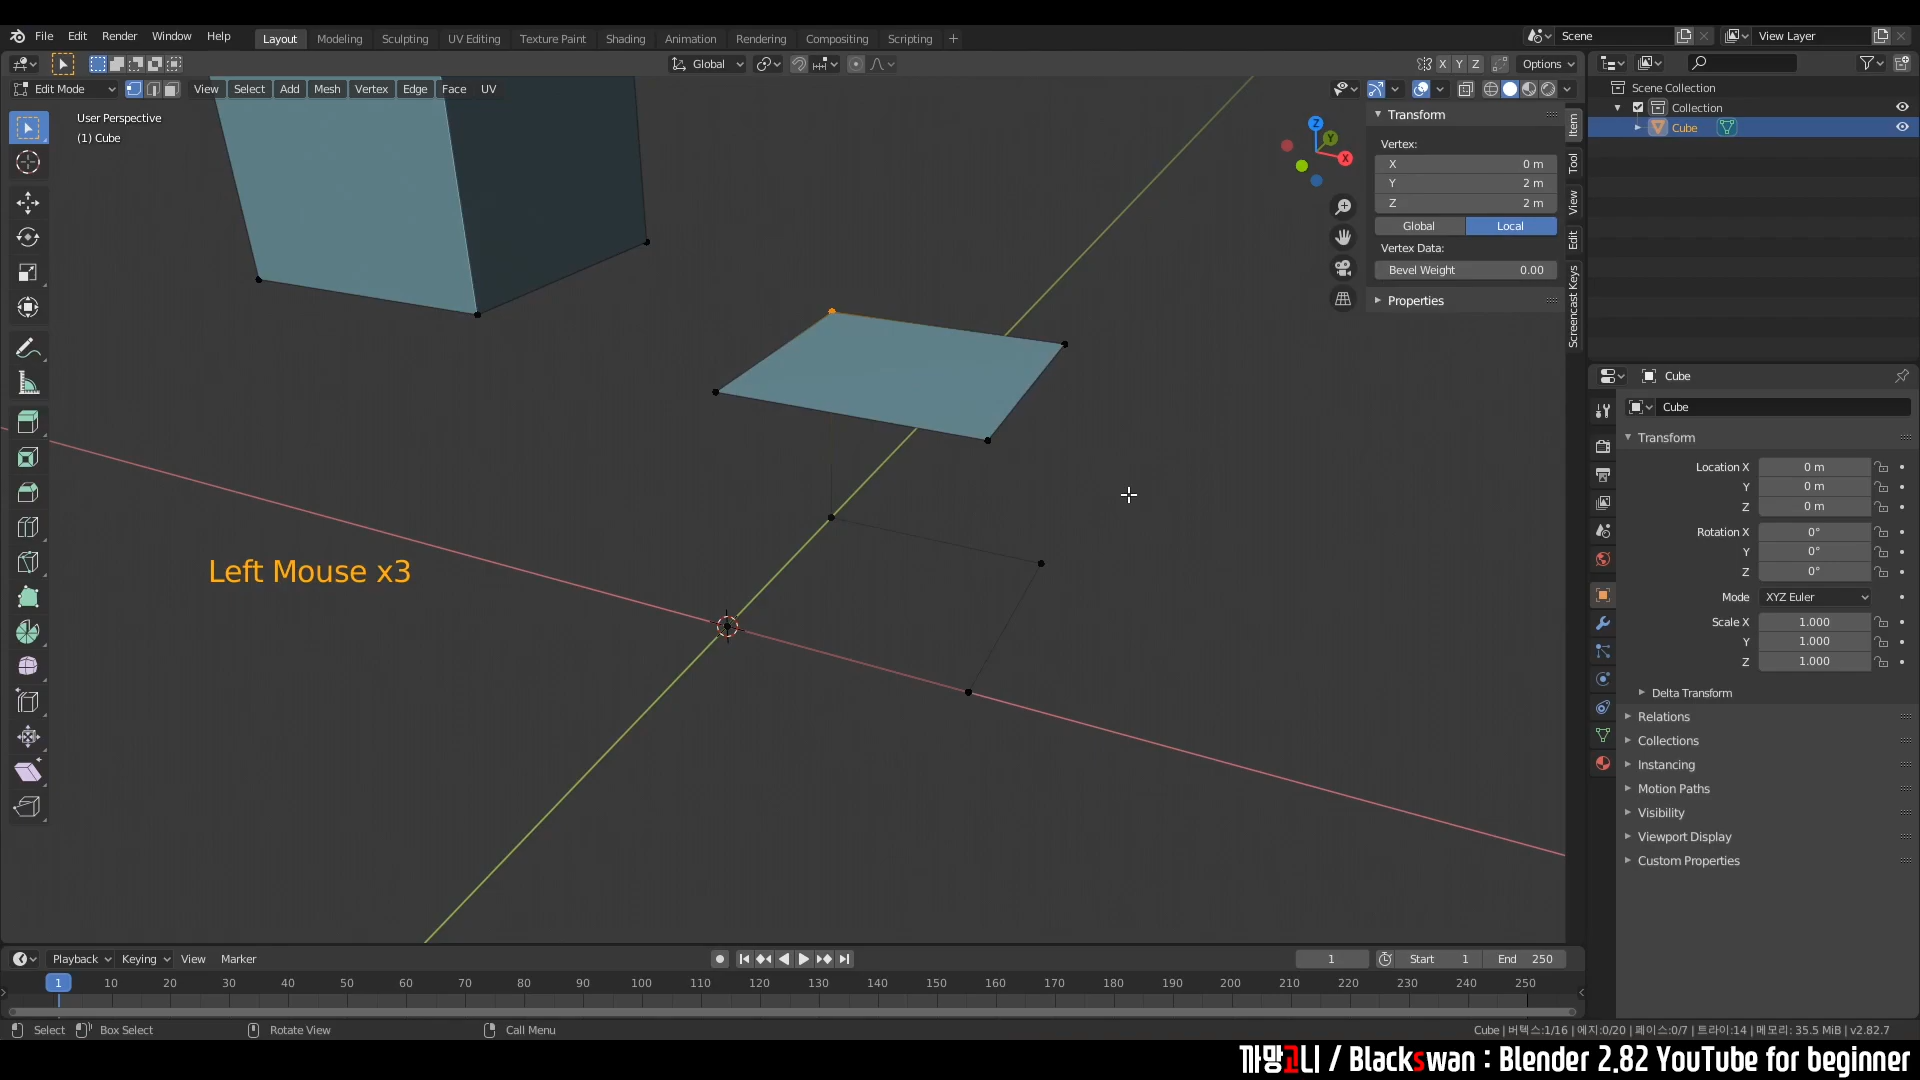 File Edit Render Window Help Layout Modeling Sculpting UV Editing Texture Paint Shading Animation Rendering Compositing Scripting + Scene View Layer
Global X Y Z Options
Edit Mode View Select Add Mesh Vertex Edge Face UV
User Perspective
(1) Cube
Transform
Vertex:
X 0 m
Y 2 m
Z 2 m
Global Local
Vertex Data:
Bevel Weight 0.00
Properties
Item
Tool
View
Edit
Screencast Keys
Z
Y
X
Scene Collection
Collection
Cube
Cube
Cube
Transform
Location X 0 m
Y 0 m
Z 0 m
Rotation X 0°
Y 0°
Z 0°
Mode XYZ Euler
Scale X 1.000
Y 1.000
Z 1.000
Delta Transform
Relations
Collections
Instancing
Motion Paths
Visibility
Viewport Display
Custom Properties
Left Mouse x3
Playback Keying View Marker 1 Start 1 End 250
1 10 20 30 40 50 60 70 80 90 100 110 120 130 140 150 160 170 180 190 200 210 220 230 240 250
Select Box Select Rotate View Call Menu Cube | 버텍스:1/16 | 에지:0/20 | 페이스:0/7 | 트라이:14 | 메모리: 35.5 MiB | v2.82.7
까망고니 / Blackswan : Blender 2.82 YouTube for beginner